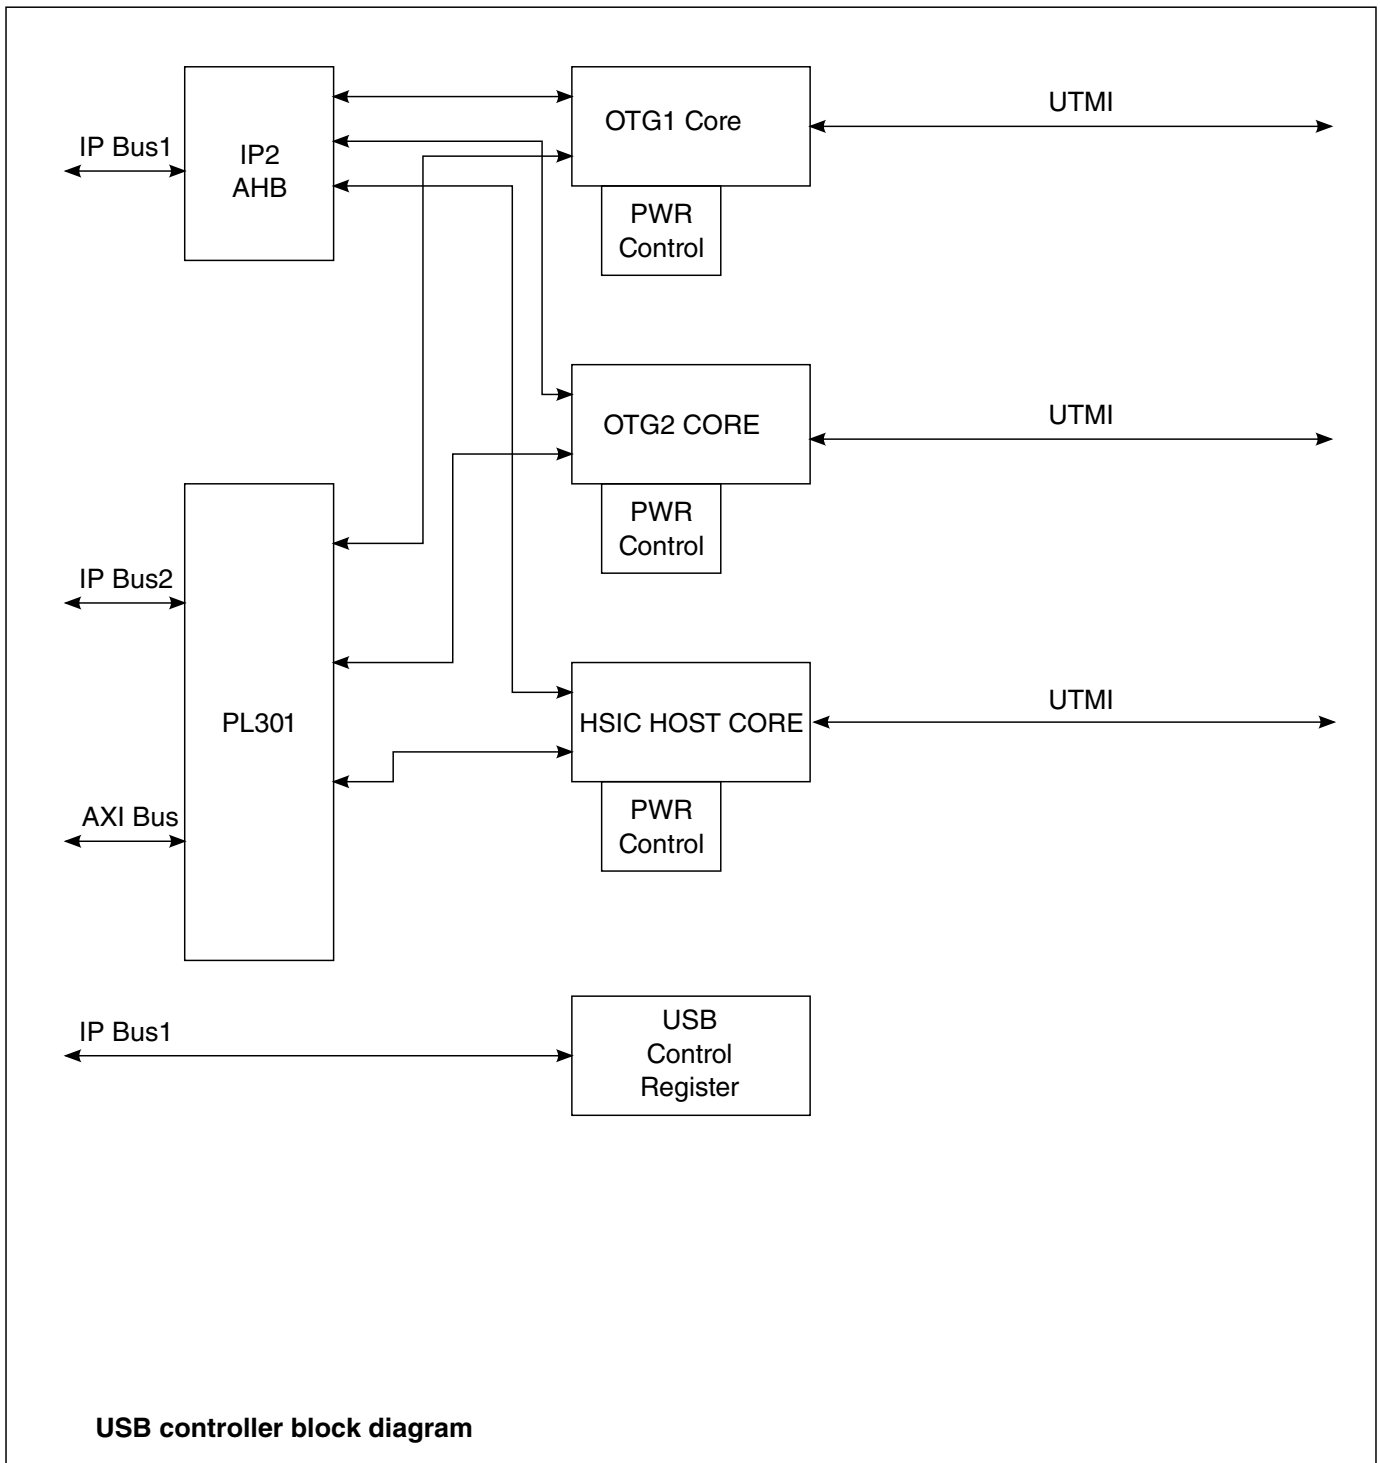 IP Bus1
IP2
AHB
OTG1 Core
UTMI
PWR
Control
OTG2 CORE
UTMI
PWR
Control
IP Bus2
PL301
AXI Bus
HSIC HOST CORE
UTMI
PWR
Control
IP Bus1
USB
Control
Register
USB controller block diagram